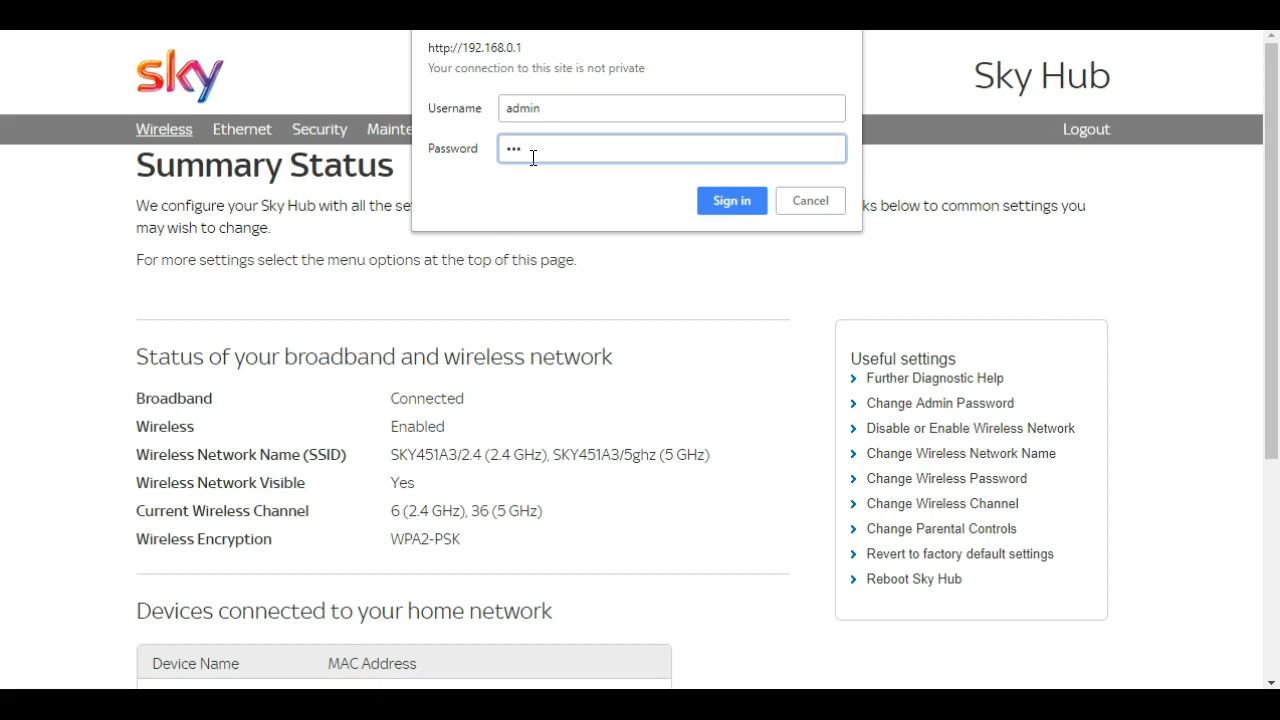 http://192.168.0.1
Your connection to this site is not private
Username admin
Password •••
Sign in Cancel
sky
Sky Hub
Wireless Ethernet Security Mainte Logout
Summary Status
We configure your Sky Hub with all the se ks below to common settings you
may wish to change.
For more settings select the menu options at the top of this page.
Status of your broadband and wireless network
Broadband Connected
Wireless Enabled
Wireless Network Name (SSID) SKY451A3/2.4 (2.4 GHz), SKY451A3/5ghz (5 GHz)
Wireless Network Visible Yes
Current Wireless Channel 6 (2.4 GHz), 36 (5 GHz)
Wireless Encryption WPA2-PSK
Useful settings
Further Diagnostic Help
Change Admin Password
Disable or Enable Wireless Network
Change Wireless Network Name
Change Wireless Password
Change Wireless Channel
Change Parental Controls
Revert to factory default settings
Reboot Sky Hub
Devices connected to your home network
Device Name MAC Address